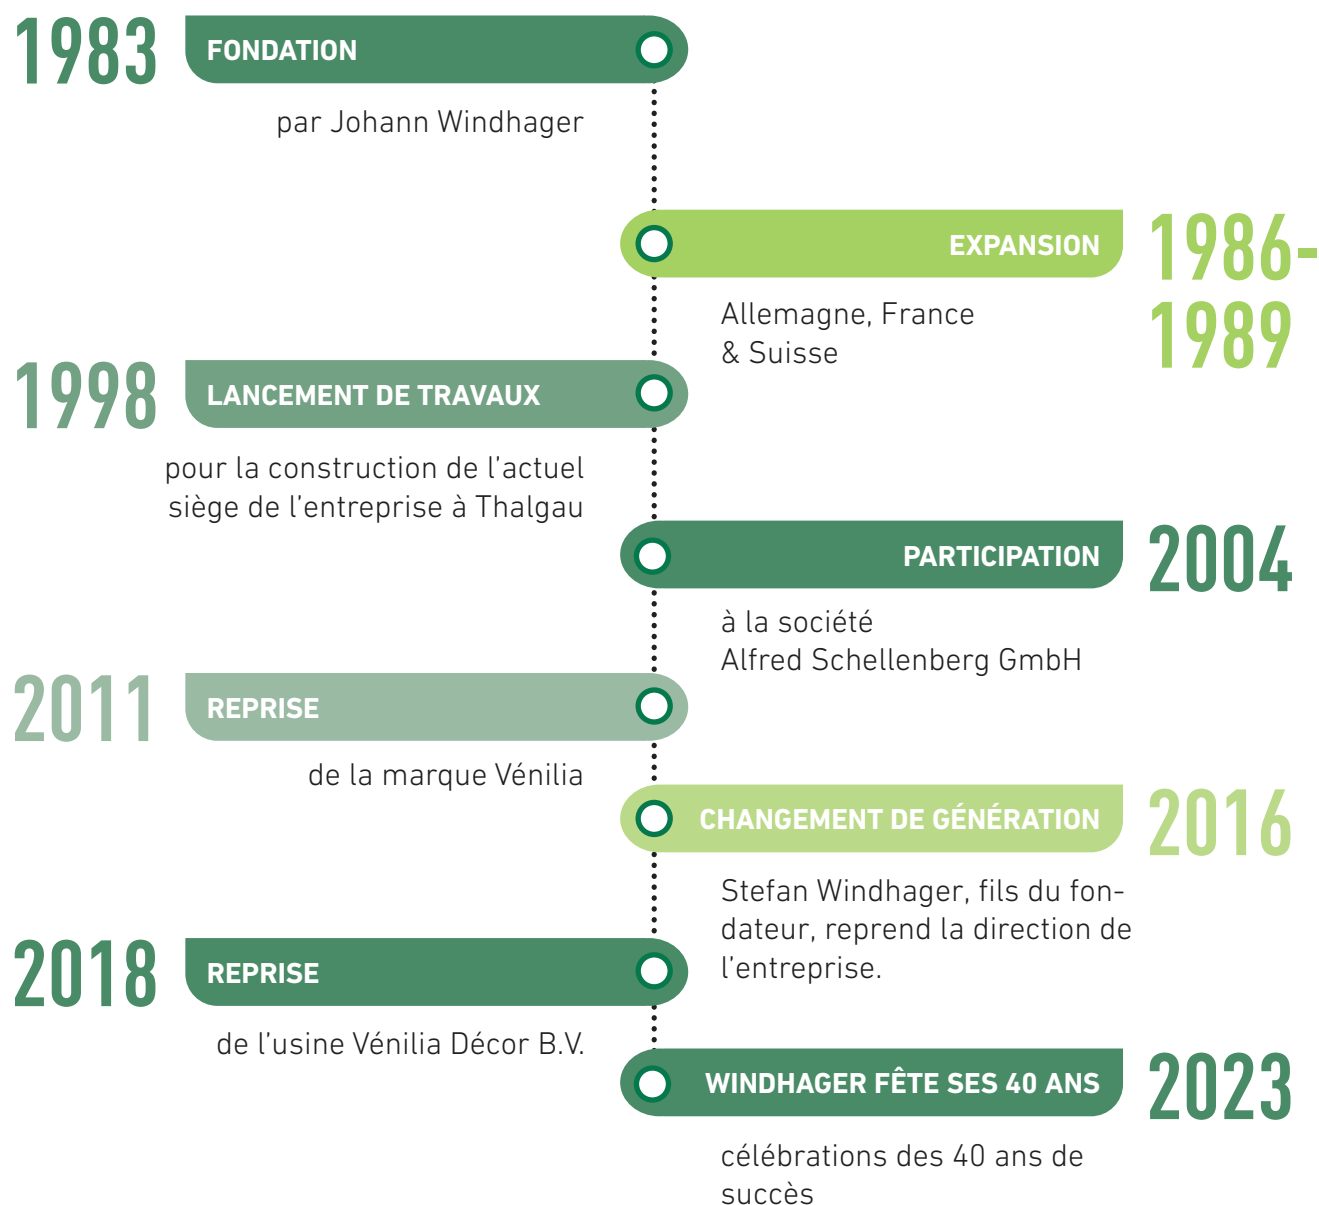 1983
FONDATION
par Johann Windhager
EXPANSION
1986-
1989
Allemagne, France
& Suisse
1998
LANCEMENT DE TRAVAUX
pour la construction de l’actuel
siège de l’entreprise à Thalgau
PARTICIPATION
2004
à la société
Alfred Schellenberg GmbH
2011
REPRISE
de la marque Vénilia
CHANGEMENT DE GÉNÉRATION
2016
Stefan Windhager, fils du fon-
dateur, reprend la direction de
l’entreprise.
2018
REPRISE
de l’usine Vénilia Décor B.V.
WINDHAGER FÊTE SES 40 ANS
2023
célébrations des 40 ans de
succès